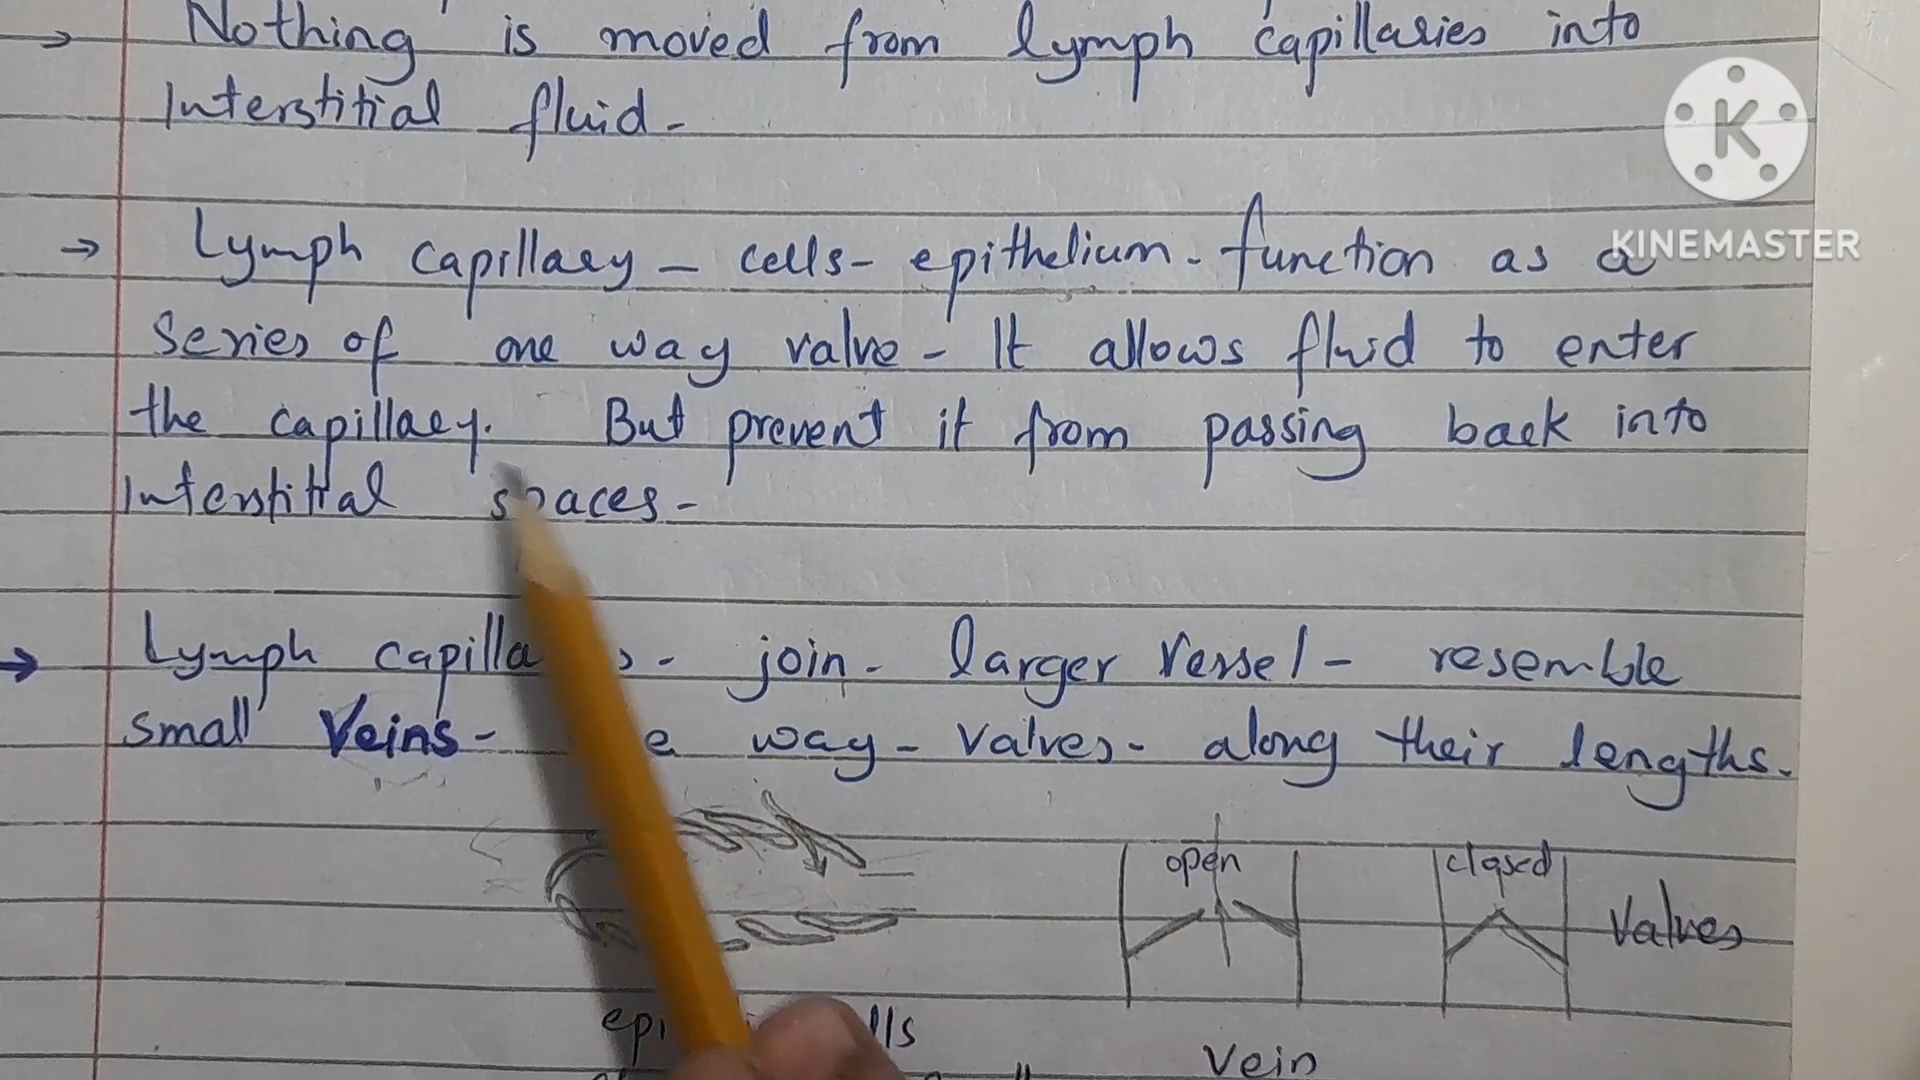 → Nothing is moved from lymph capillaries into
Interstitial fluid-
→ Lymph capillary - cells - epithelium - function as a
series of one way valve - It allows fluid to enter
the capillary. But prevent it from passing back into
Interstitial spaces-
→ Lymph - join - larger vessel - resemble
small Veins - way - valves - along their lengths.
open closed Valves
Vein
K
KINEMASTER